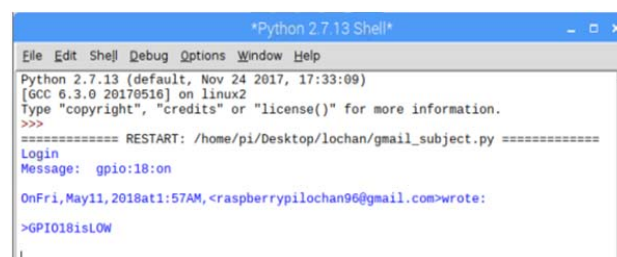 *Python 2.7.13 Shell*
File Edit Shell Debug Options Window Help
Python 2.7.13 (default, Nov 24 2017, 17:33:09)
[GCC 6.3.0 20170516] on linux2
Type "copyright", "credits" or "license()" for more information.
>>>
============= RESTART: /home/pi/Desktop/lochan/gmail_subject.py =============
Login
Message:  gpio:18:on
OnFri,May11,2018at1:57AM,<raspberrypilochan96@gmail.com>wrote:
>GPIO18isLOW